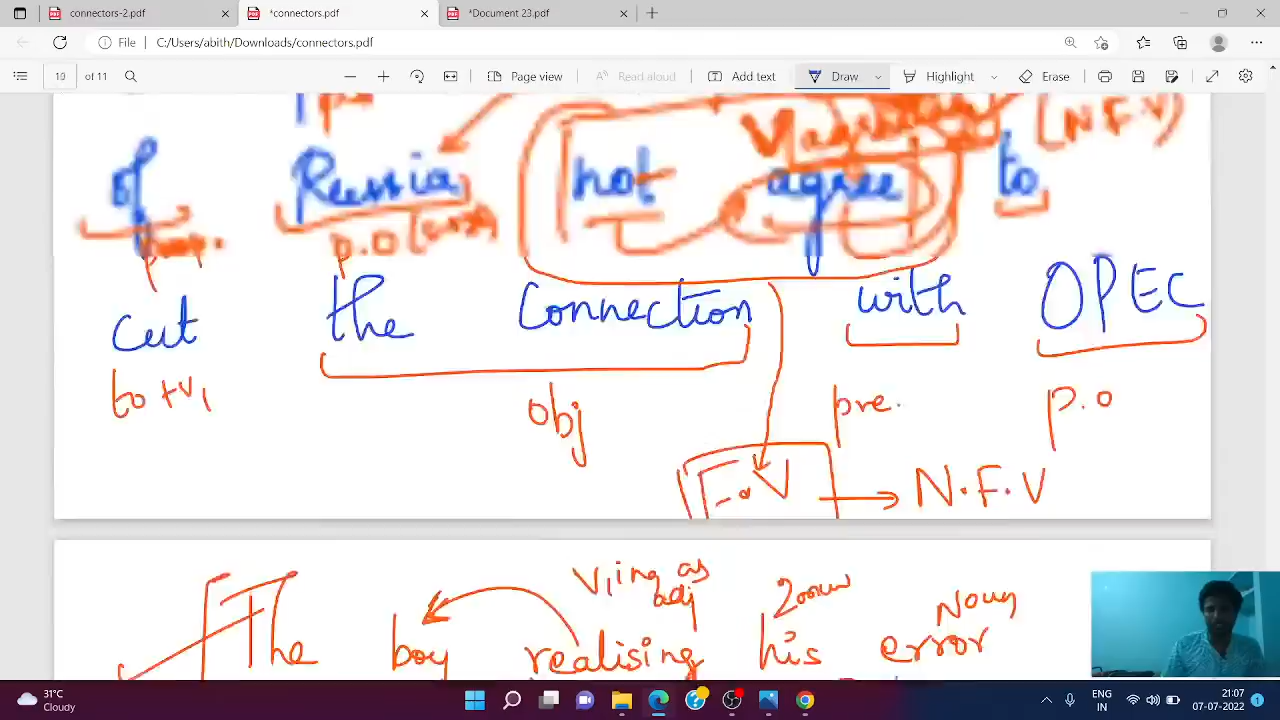 connectors-2.pdf *connectors.pdf *Document 23.pdf
File C:/Users/abith/Downloads/connectors.pdf
10 of 11 Page view Read aloud Add text Draw Highlight Erase
(N.F.V)
of Russia not agree to
prep. P.O
cut the connection with OPEC
to +V1 obj pre. P.O
F.V → N.F.V
V1ing as adj Noun
The boy realising his error
31°C
Cloudy
ENG
IN
21:07
07-07-2022